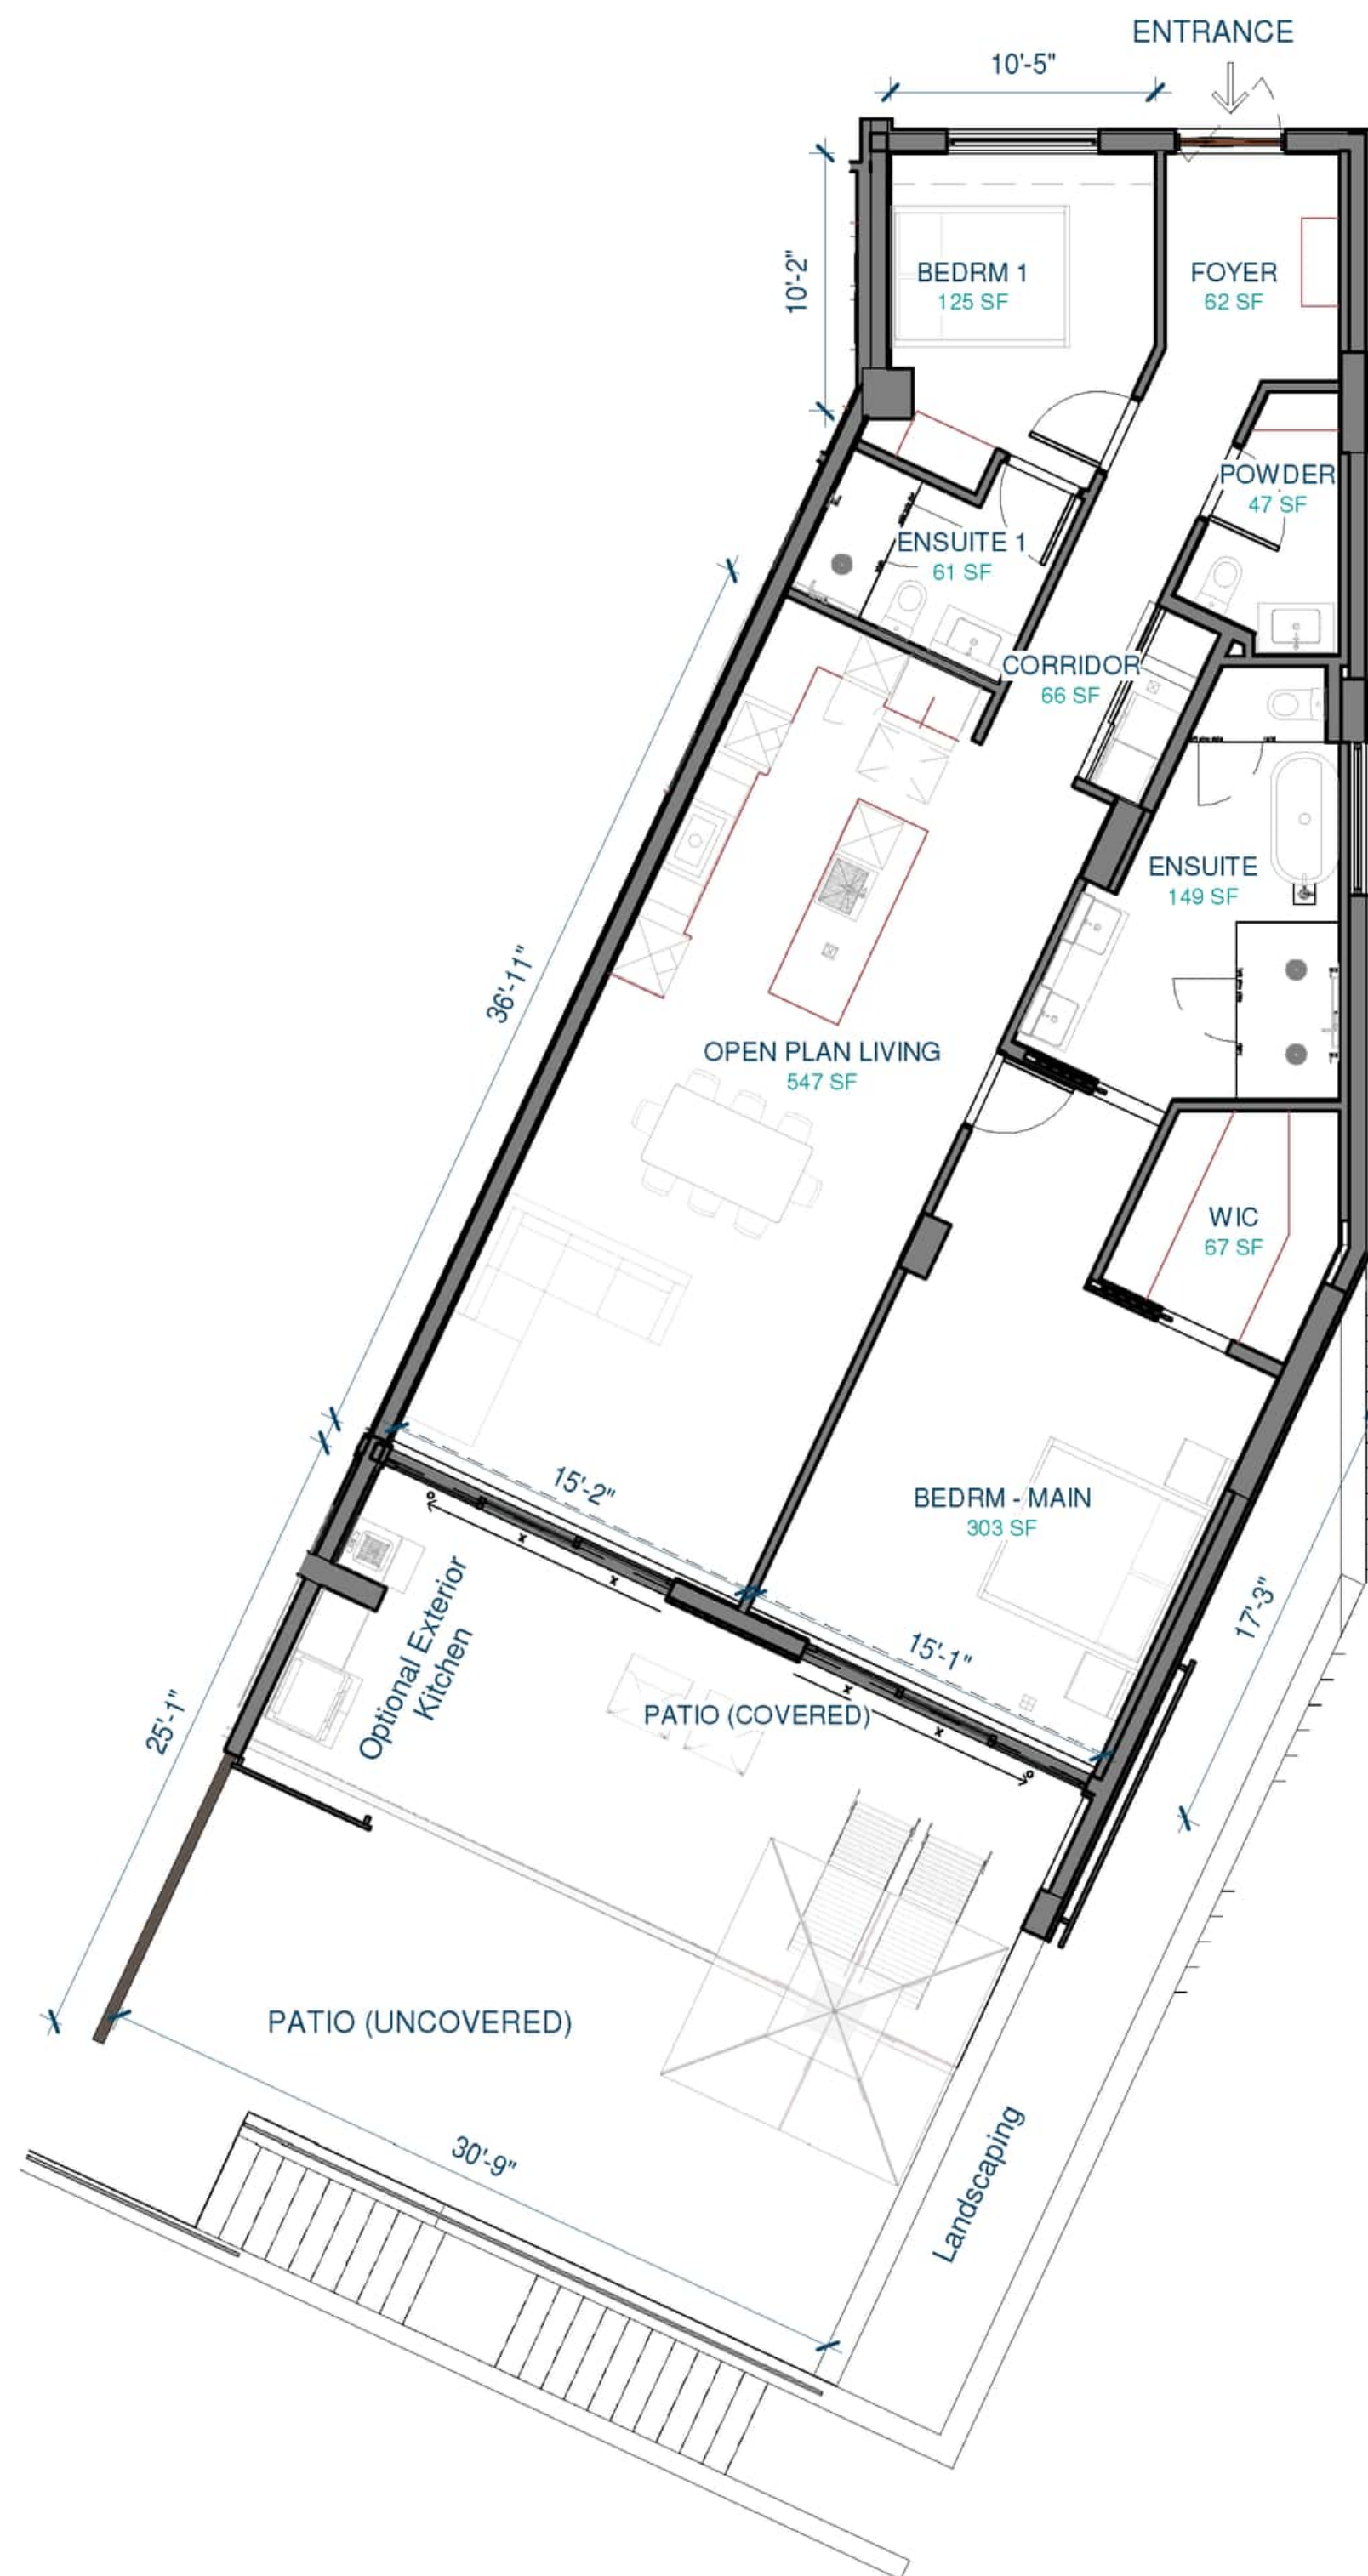 ENTRANCE
10'-5"
10'-2"
BEDRM 1
125 SF
FOYER
62 SF
POWDER
47 SF
ENSUITE 1
61 SF
CORRIDOR
66 SF
ENSUITE
149 SF
36'-11"
OPEN PLAN LIVING
547 SF
WIC
67 SF
15'-2"
BEDRM - MAIN
303 SF
17'-3"
15'-1"
Optional Exterior
Kitchen
PATIO (COVERED)
25'-1"
PATIO (UNCOVERED)
30'-9"
Landscaping